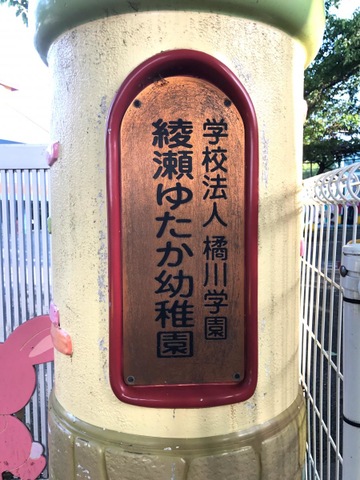 学校法人 橘川学園
綾瀬ゆたか幼稚園